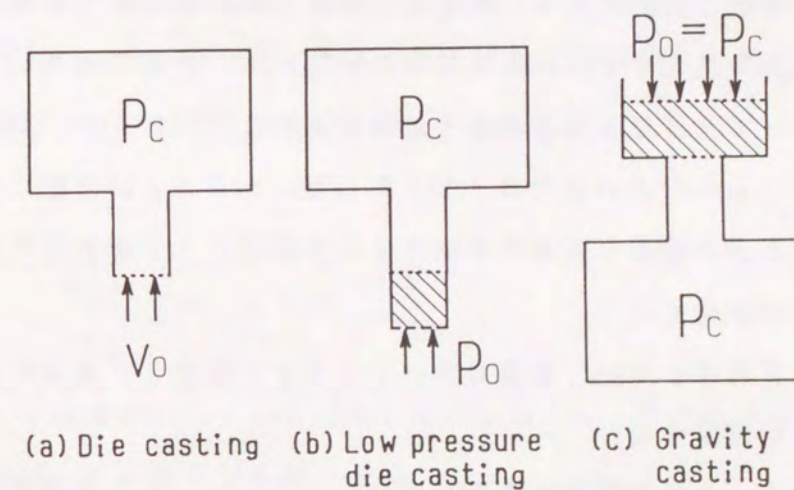 Pc
V0
(a) Die casting
Pc
P0
(b) Low pressure
die casting
P0 = Pc
Pc
(c) Gravity
casting